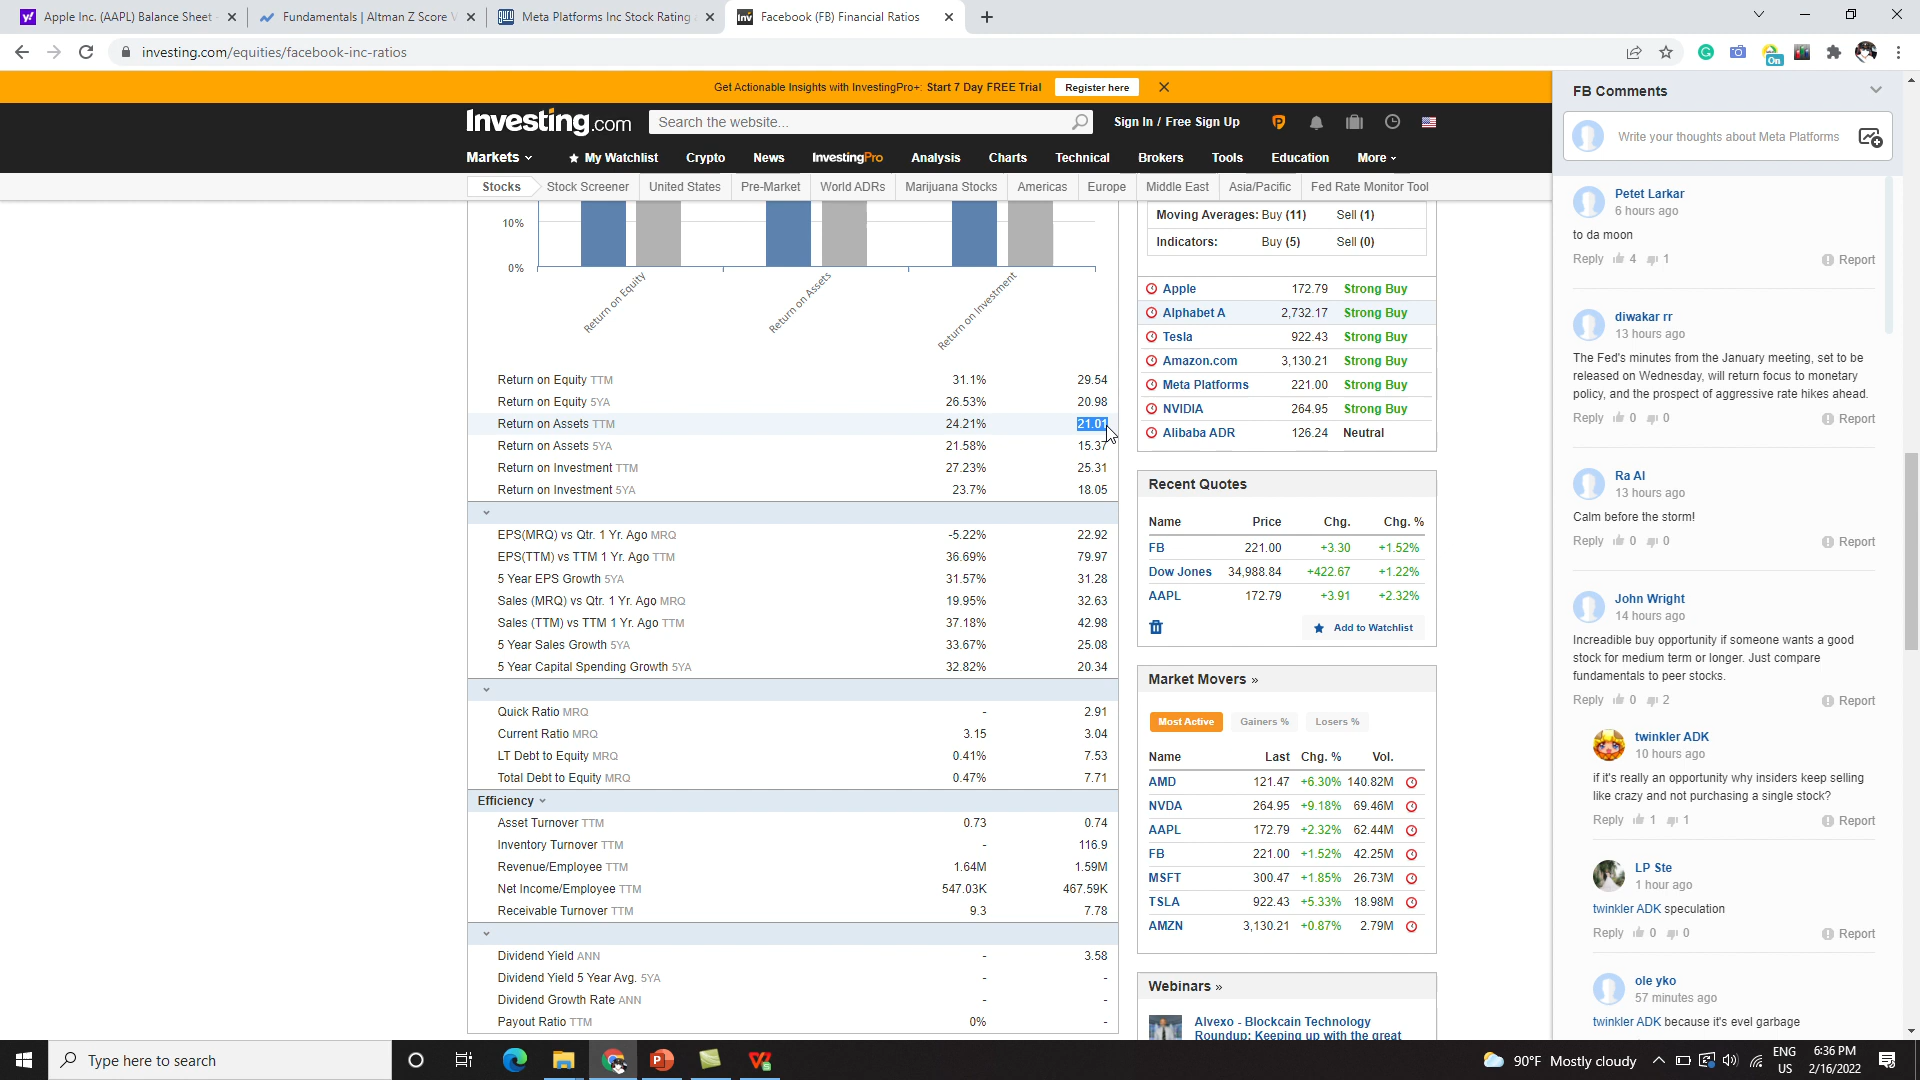 Apple Inc. (AAPL) Balance Sheet
Fundamentals | Altman Z Score V
Meta Platforms Inc Stock Rating
Facebook (FB) Financial Ratios
investing.com/equities/facebook-inc-ratios
On
Get Actionable Insights with InvestingPro+: Start 7 Day FREE Trial
Register here
Investing.com
Search the website...
Sign In / Free Sign Up
Markets
My Watchlist
Crypto
News
InvestingPro
Analysis
Charts
Technical
Brokers
Tools
Education
More
Stocks
Stock Screener
United States
Pre-Market
World ADRs
Marijuana Stocks
Americas
Europe
Middle East
Asia/Pacific
Fed Rate Monitor Tool
10%
0%
Return on Equity
Return on Assets
Return on Investment
Return on Equity TTM 31.1% 29.54
Return on Equity 5YA 26.53% 20.98
Return on Assets TTM 24.21% 21.01
Return on Assets 5YA 21.58% 15.37
Return on Investment TTM 27.23% 25.31
Return on Investment 5YA 23.7% 18.05
EPS(MRQ) vs Qtr. 1 Yr. Ago MRQ -5.22% 22.92
EPS(TTM) vs TTM 1 Yr. Ago TTM 36.69% 79.97
5 Year EPS Growth 5YA 31.57% 31.28
Sales (MRQ) vs Qtr. 1 Yr. Ago MRQ 19.95% 32.63
Sales (TTM) vs TTM 1 Yr. Ago TTM 37.18% 42.98
5 Year Sales Growth 5YA 33.67% 25.08
5 Year Capital Spending Growth 5YA 32.82% 20.34
Quick Ratio MRQ - 2.91
Current Ratio MRQ 3.15 3.04
LT Debt to Equity MRQ 0.41% 7.53
Total Debt to Equity MRQ 0.47% 7.71
Efficiency
Asset Turnover TTM 0.73 0.74
Inventory Turnover TTM - 116.9
Revenue/Employee TTM 1.64M 1.59M
Net Income/Employee TTM 547.03K 467.59K
Receivable Turnover TTM 9.3 7.78
Dividend Yield ANN - 3.58
Dividend Yield 5 Year Avg. 5YA - -
Dividend Growth Rate ANN - -
Payout Ratio TTM 0% -
Moving Averages: Buy (11) Sell (1)
Indicators: Buy (5) Sell (0)
Apple 172.79 Strong Buy
Alphabet A 2,732.17 Strong Buy
Tesla 922.43 Strong Buy
Amazon.com 3,130.21 Strong Buy
Meta Platforms 221.00 Strong Buy
NVIDIA 264.95 Strong Buy
Alibaba ADR 126.24 Neutral
Recent Quotes
Name Price Chg. Chg. %
FB 221.00 +3.30 +1.52%
Dow Jones 34,988.84 +422.67 +1.22%
AAPL 172.79 +3.91 +2.32%
Add to Watchlist
Market Movers »
Most Active
Gainers %
Losers %
Name Last Chg. % Vol.
AMD 121.47 +6.30% 140.82M
NVDA 264.95 +9.18% 69.46M
AAPL 172.79 +2.32% 62.44M
FB 221.00 +1.52% 42.25M
MSFT 300.47 +1.85% 26.73M
TSLA 922.43 +5.33% 18.98M
AMZN 3,130.21 +0.87% 2.79M
Webinars »
Alvexo - Blockcain Technology
Roundup: Keeping up with the great
FB Comments
Write your thoughts about Meta Platforms
Petet Larkar
6 hours ago
to da moon
Reply 4 1 Report
diwakar rr
13 hours ago
The Fed's minutes from the January meeting, set to be
released on Wednesday, will return focus to monetary
policy, and the prospect of aggressive rate hikes ahead.
Reply 0 0 Report
Ra Al
13 hours ago
Calm before the storm!
Reply 0 0 Report
John Wright
14 hours ago
Increadible buy opportunity if someone wants a good
stock for medium term or longer. Just compare
fundamentals to peer stocks.
Reply 0 2 Report
twinkler ADK
10 hours ago
if it's really an opportunity why insiders keep selling
like crazy and not purchasing a single stock?
Reply 1 1 Report
LP Ste
1 hour ago
twinkler ADK speculation
Reply 0 0 Report
ole yko
57 minutes ago
twinkler ADK because it's evel garbage
Type here to search
90°F Mostly cloudy
ENG
US
6:36 PM
2/16/2022